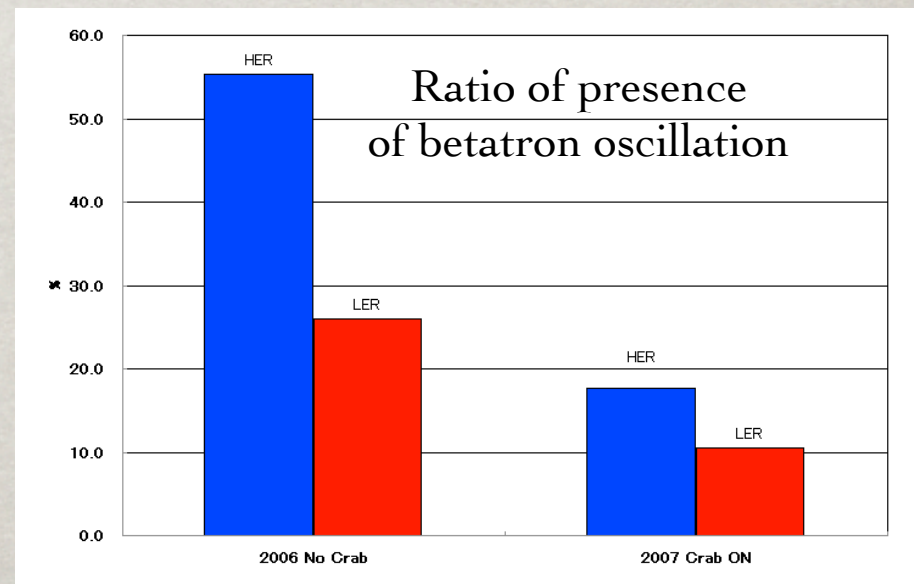 60.0
HER
Ratio of presence
of betatron oscillation
50.0
40.0
% 30.0
LER
20.0
HER
LER
10.0
0.0
2006 No Crab 2007 Crab ON